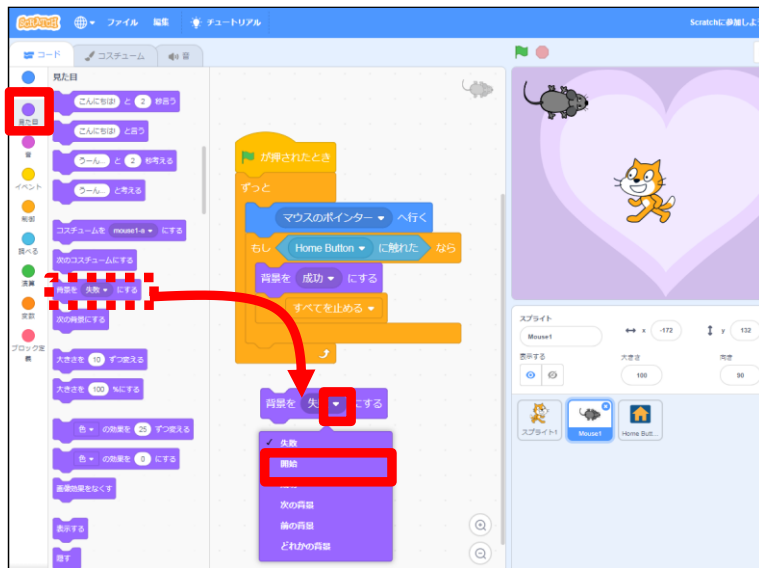 SCRATCH
ファイル 編集 チュートリアル Scratchに参加しよう
コード コスチューム 音
見た目
見た目
音
イベント
制御
調べる
演算
変数
ブロック定義
こんにちは! と 2 秒言う
こんにちは! と言う
うーん... と 2 秒考える
うーん... と考える
コスチュームを mouse1-a にする
次のコスチュームにする
背景を 失敗 にする
次の背景にする
大きさを 10 ずつ変える
大きさを 100 %にする
色 の効果を 25 ずつ変える
色 の効果を 0 にする
画像効果をなくす
表示する
隠す
が押されたとき
ずっと
マウスのポインター へ行く
もし Home Button に触れた なら
背景を 成功 にする
すべてを止める
背景を 失 にする
✓ 失敗
開始
次の背景
前の背景
どれかの背景
スプライト
Mouse1 x -172 y 132
表示する 大きさ 100 向き 90
スプライト1 Mouse1 Home Butt...